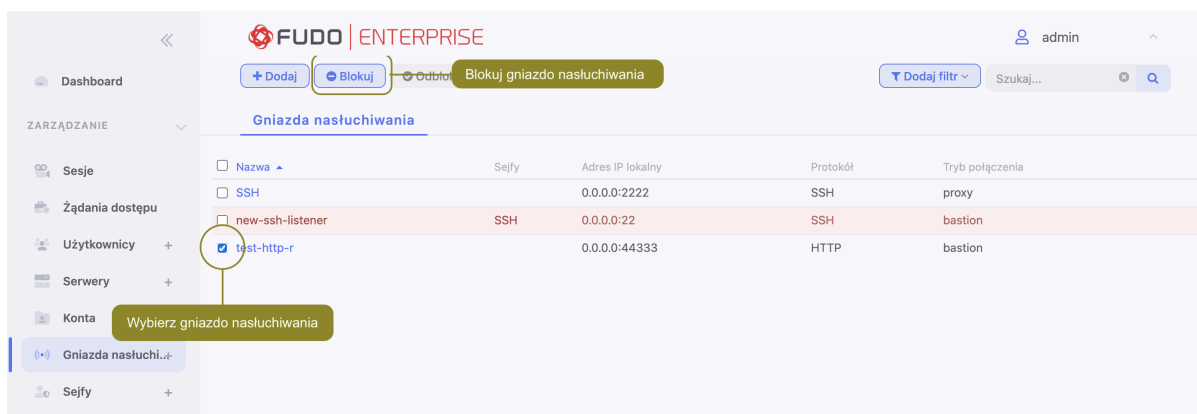 FUDO ENTERPRISE
admin
Dashboard
+ Dodaj
Blokuj
Blokuj gniazdo nasłuchiwania
Dodaj filtr
Szukaj...
ZARZĄDZANIE
Gniazda nasłuchiwania
Nazwa Sejfy Adres IP lokalny Protokół Tryb połączenia
Sesje
SSH 0.0.0.0:2222 SSH proxy
Żądania dostępu
new-ssh-listener SSH 0.0.0.0:22 SSH bastion
Użytkownicy +
test-http-r 0.0.0.0:44333 HTTP bastion
Serwery +
Konta
Wybierz gniazdo nasłuchiwania
Gniazda nasłuchi..+
Sejfy +